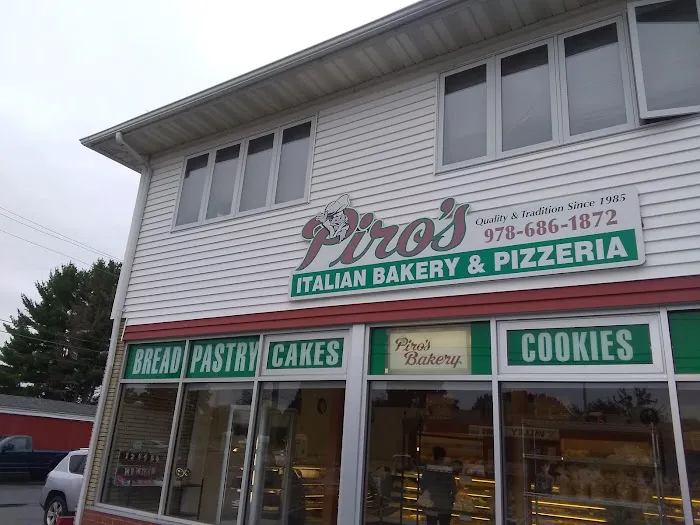 Piro's
Quality & Tradition Since 1985
978-686-1872
ITALIAN BAKERY & PIZZERIA
BREAD
PASTRY
CAKES
Piro's
Bakery
COOKIES